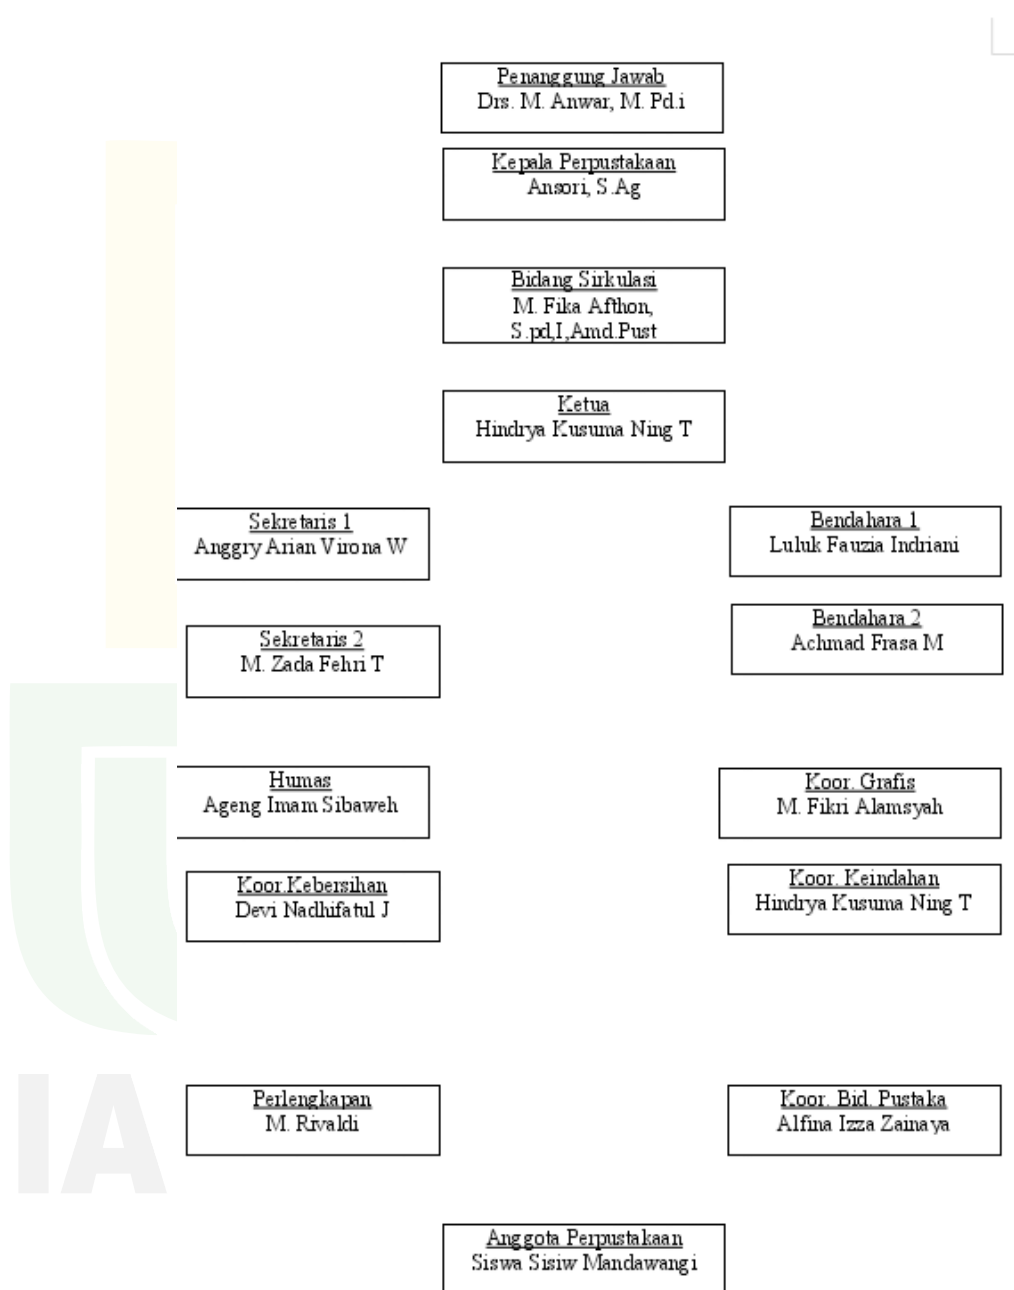 Penanggung Jawab
Drs. M. Anwar, M. Pd.i
Kepala Perpustakaan
Ansori, S.Ag
Bidang Sirkulasi
M. Fika Afthon,
S.pd,I,Amd.Pust
Ketua
Hindrya Kusuma Ning T
Sekretaris 1
Anggry Arian Virona W
Bendahara 1
Luluk Fauzia Indriani
Sekretaris 2
M. Zada Fehri T
Bendahara 2
Achmad Frasa M
Humas
Ageng Imam Sibaweh
Koor. Grafis
M. Fikri Alamsyah
Koor.Kebersihan
Devi Nadhifatul J
Koor. Keindahan
Hindrya Kusuma Ning T
Perlengkapan
M. Rivaldi
Koor. Bid. Pustaka
Alfina Izza Zainaya
Anggota Perpustakaan
Siswa Sisiw Mandawangi
IA